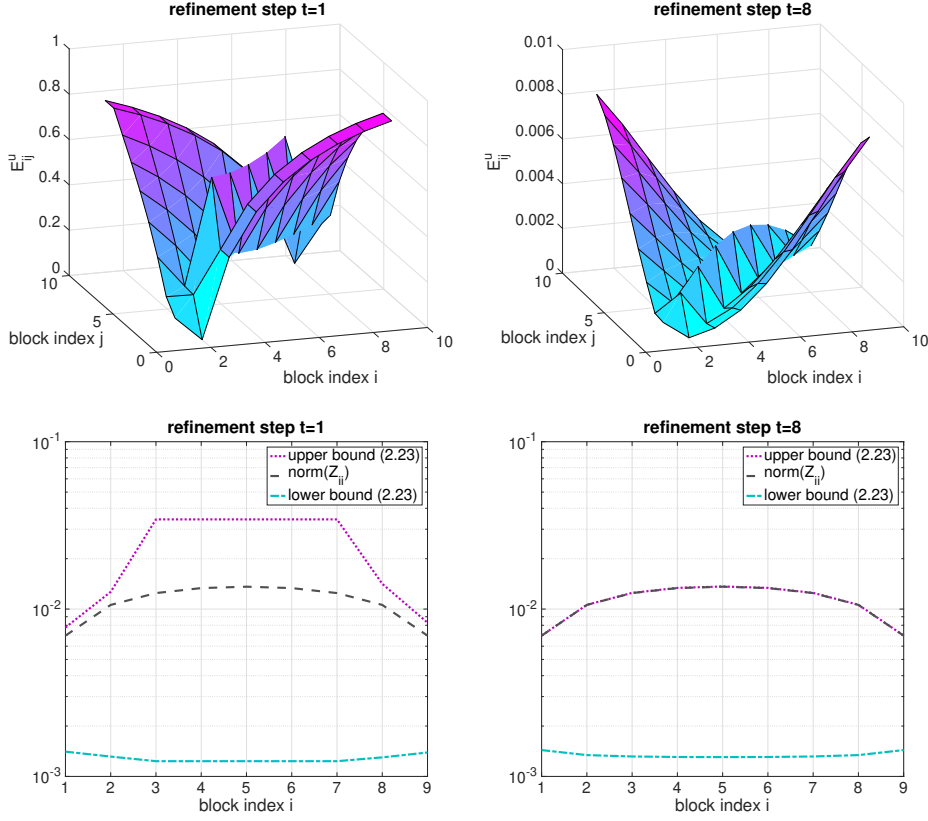 refinement step t=1
1
0.8
0.6
0.4
0.2
0
E^u_ij
10
5
0
block index j
0
2
4
6
8
10
block index i
refinement step t=8
0.01
0.008
0.006
0.004
0.002
0
E^u_ij
10
5
0
block index j
0
2
4
6
8
10
block index i
refinement step t=1
10^-1
10^-2
10^-3
upper bound (2.23)
norm(Z_ii)
lower bound (2.23)
1 2 3 4 5 6 7 8 9
block index i
refinement step t=8
10^-1
10^-2
10^-3
upper bound (2.23)
norm(Z_ii)
lower bound (2.23)
1 2 3 4 5 6 7 8 9
block index i